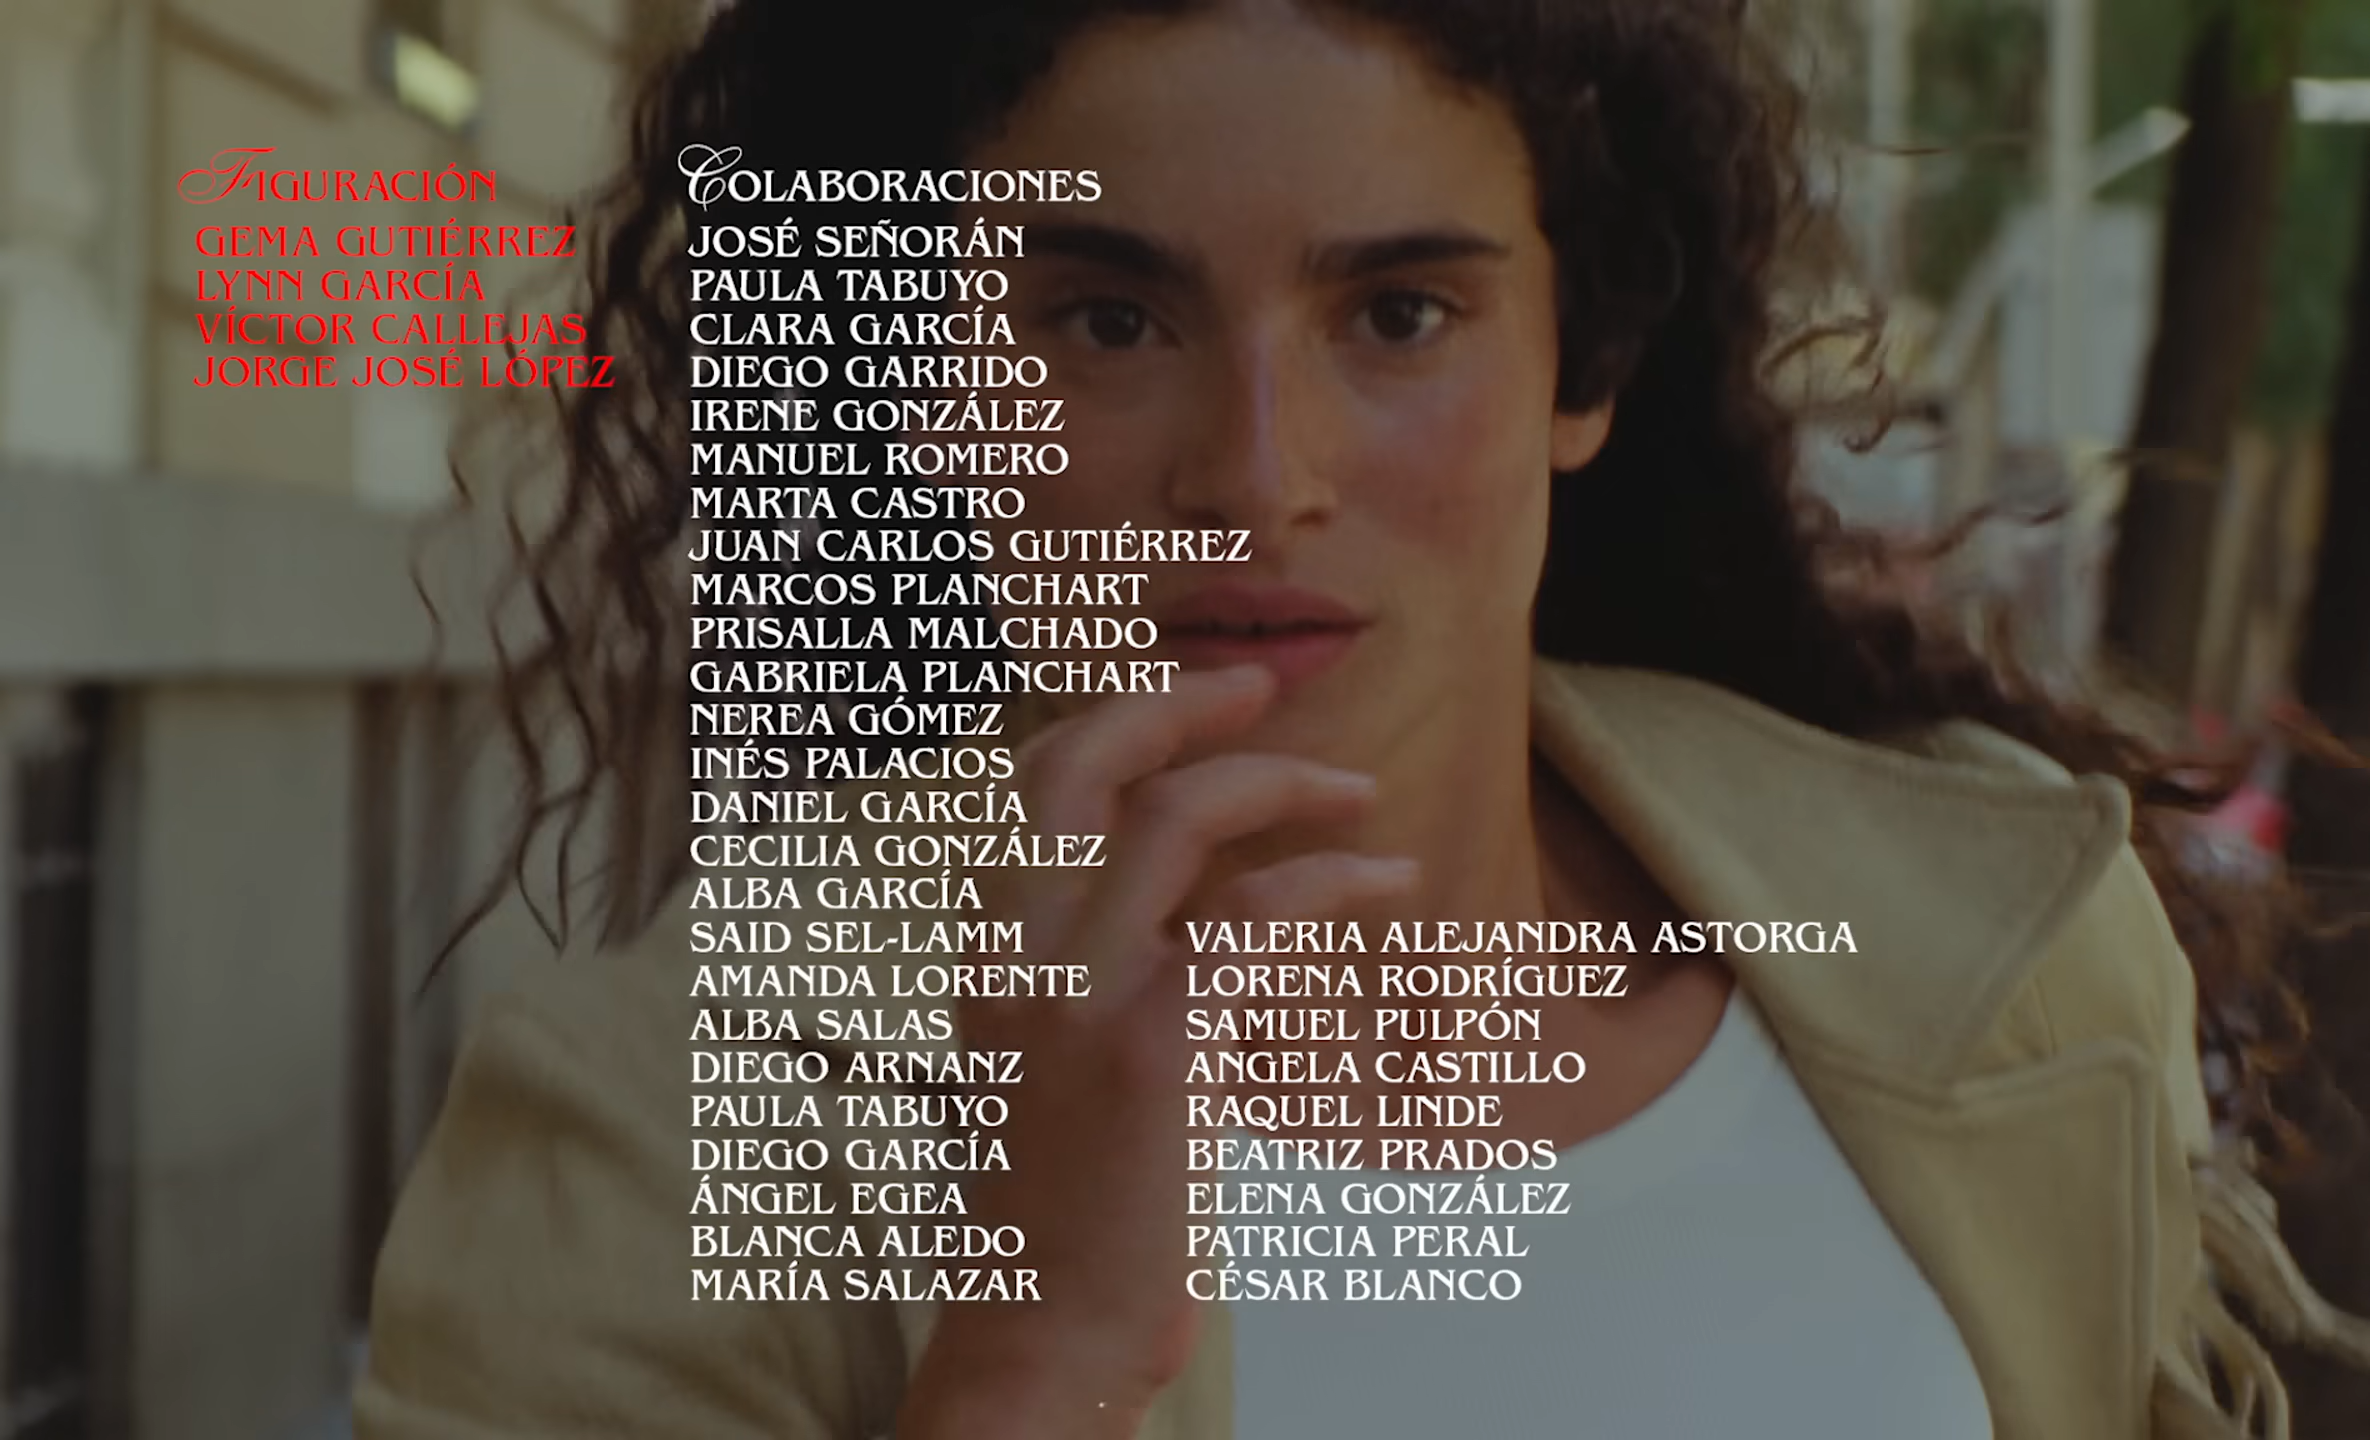 FIGURACIÓN
GEMA GUTIÉRREZ
LYNN GARCÍA
VÍCTOR CALLEJAS
JORGE JOSÉ LÓPEZ
COLABORACIONES
JOSÉ SEÑORÁN
PAULA TABUYO
CLARA GARCÍA
DIEGO GARRIDO
IRENE GONZÁLEZ
MANUEL ROMERO
MARTA CASTRO
JUAN CARLOS GUTIÉRREZ
MARCOS PLANCHART
PRISALLA MALCHADO
GABRIELA PLANCHART
NEREA GÓMEZ
INÉS PALACIOS
DANIEL GARCÍA
CECILIA GONZÁLEZ
ALBA GARCÍA
SAID SEL-LAMM
AMANDA LORENTE
ALBA SALAS
DIEGO ARNANZ
PAULA TABUYO
DIEGO GARCÍA
ÁNGEL EGEA
BLANCA ALEDO
MARÍA SALAZAR
VALERIA ALEJANDRA ASTORGA
LORENA RODRÍGUEZ
SAMUEL PULPÓN
ANGELA CASTILLO
RAQUEL LINDE
BEATRIZ PRADOS
ELENA GONZÁLEZ
PATRICIA PERAL
CÉSAR BLANCO